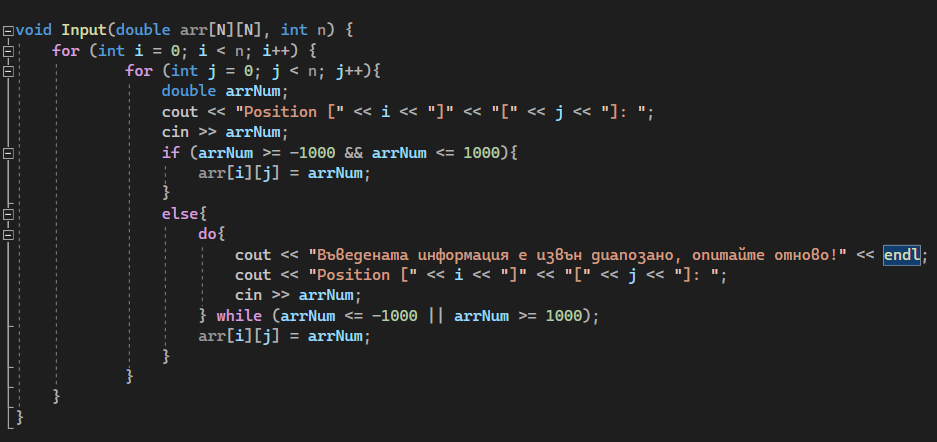 void Input(double arr[N][N], int n) {
for (int i = 0; i < n; i++) {
for (int j = 0; j < n; j++){
double arrNum;
cout << "Position [" << i << "]" << "[" << j << "]: ";
cin >> arrNum;
if (arrNum >= -1000 && arrNum <= 1000){
arr[i][j] = arrNum;
}
else{
do{
cout << "Въведената информация е извън диапозано, опитайте отново!" << endl;
cout << "Position [" << i << "]" << "[" << j << "]: ";
cin >> arrNum;
} while (arrNum <= -1000 || arrNum >= 1000);
arr[i][j] = arrNum;
}
}
}
}